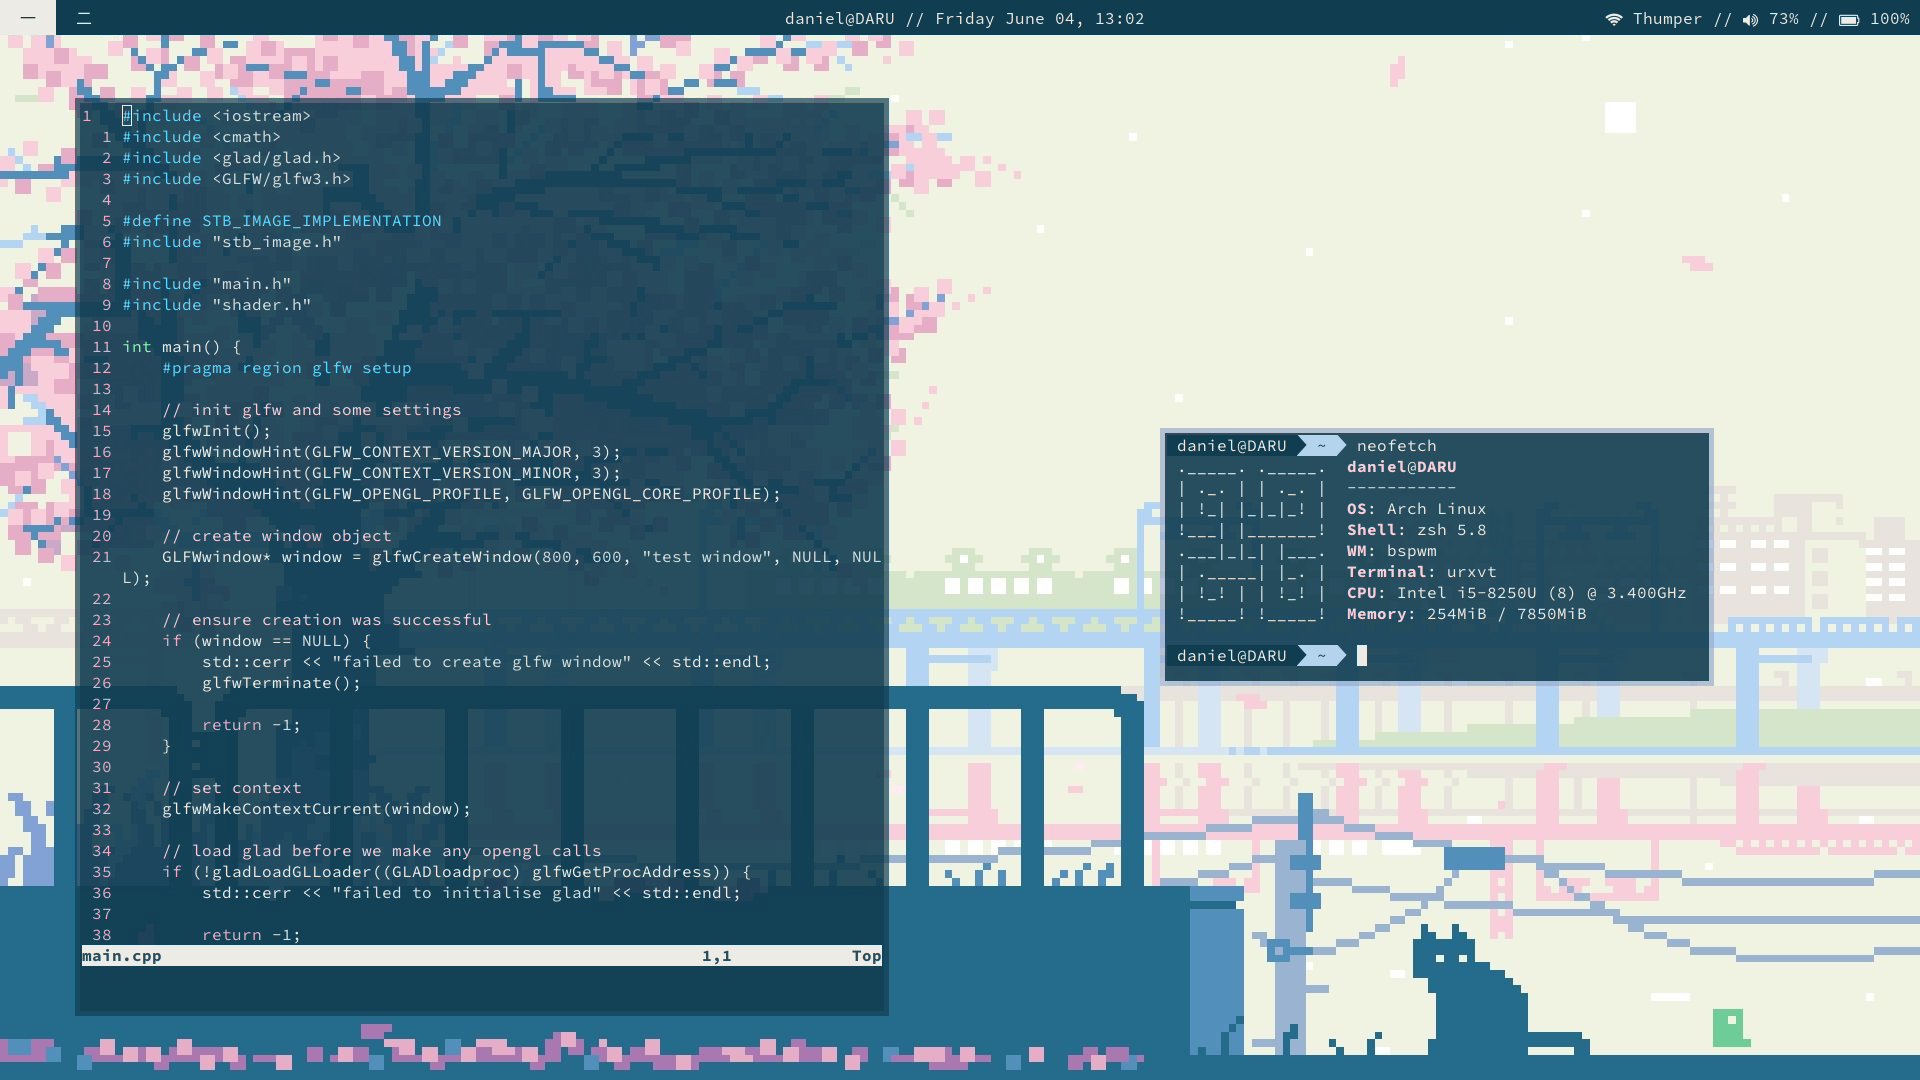 一 二 daniel@DARU // Friday June 04, 13:02 Thumper // 73% // 100%
1 #include <iostream>
1 #include <cmath>
2 #include <glad/glad.h>
3 #include <GLFW/glfw3.h>
4
5 #define STB_IMAGE_IMPLEMENTATION
6 #include "stb_image.h"
7
8 #include "main.h"
9 #include "shader.h"
10
11 int main() {
12     #pragma region glfw setup
13
14     // init glfw and some settings
15     glfwInit();
16     glfwWindowHint(GLFW_CONTEXT_VERSION_MAJOR, 3);
17     glfwWindowHint(GLFW_CONTEXT_VERSION_MINOR, 3);
18     glfwWindowHint(GLFW_OPENGL_PROFILE, GLFW_OPENGL_CORE_PROFILE);
19
20     // create window object
21     GLFWwindow* window = glfwCreateWindow(800, 600, "test window", NULL, NUL
L);
22
23     // ensure creation was successful
24     if (window == NULL) {
25         std::cerr << "failed to create glfw window" << std::endl;
26         glfwTerminate();
27
28         return -1;
29     }
30
31     // set context
32     glfwMakeContextCurrent(window);
33
34     // load glad before we make any opengl calls
35     if (!gladLoadGLLoader((GLADloadproc) glfwGetProcAddress)) {
36         std::cerr << "failed to initialise glad" << std::endl;
37
38         return -1;
main.cpp 1,1 Top
daniel@DARU ~ neofetch
._____. ._____.  daniel@DARU
| ._. | | ._. |  -----------
| !_| |_|_|_! |  OS: Arch Linux
!___| |_______!  Shell: zsh 5.8
.___|_|_| |___.  WM: bspwm
| ._____| |_. |  Terminal: urxvt
| !_! | | !_! |  CPU: Intel i5-8250U (8) @ 3.400GHz
!_____! !_____!  Memory: 254MiB / 7850MiB
daniel@DARU ~